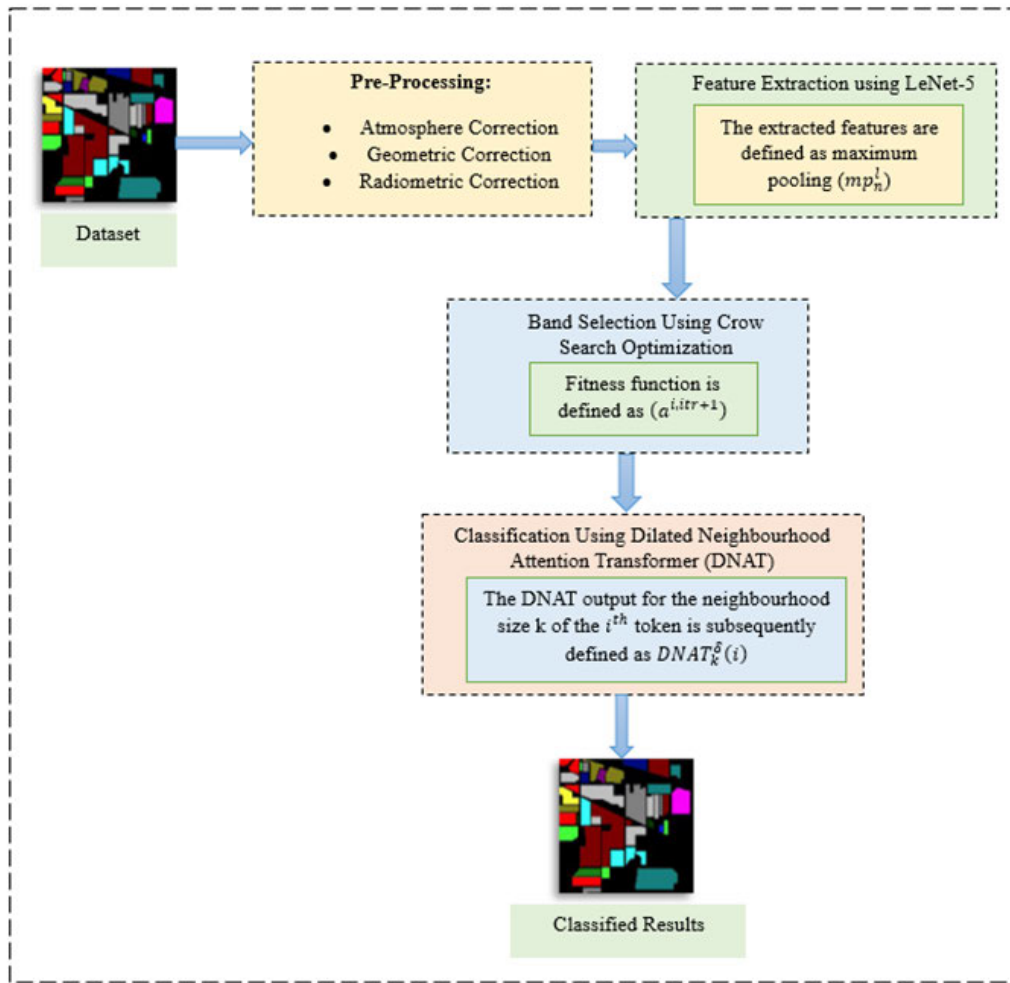 Dataset
Pre-Processing:
• Atmosphere Correction
• Geometric Correction
• Radiometric Correction
Feature Extraction using LeNet-5
The extracted features are
defined as maximum
pooling (mp_n^l)
Band Selection Using Crow
Search Optimization
Fitness function is
defined as (a^{i,itr+1})
Classification Using Dilated Neighbourhood
Attention Transformer (DNAT)
The DNAT output for the neighbourhood
size k of the i^{th} token is subsequently
defined as DNAT_k^δ(i)
Classified Results